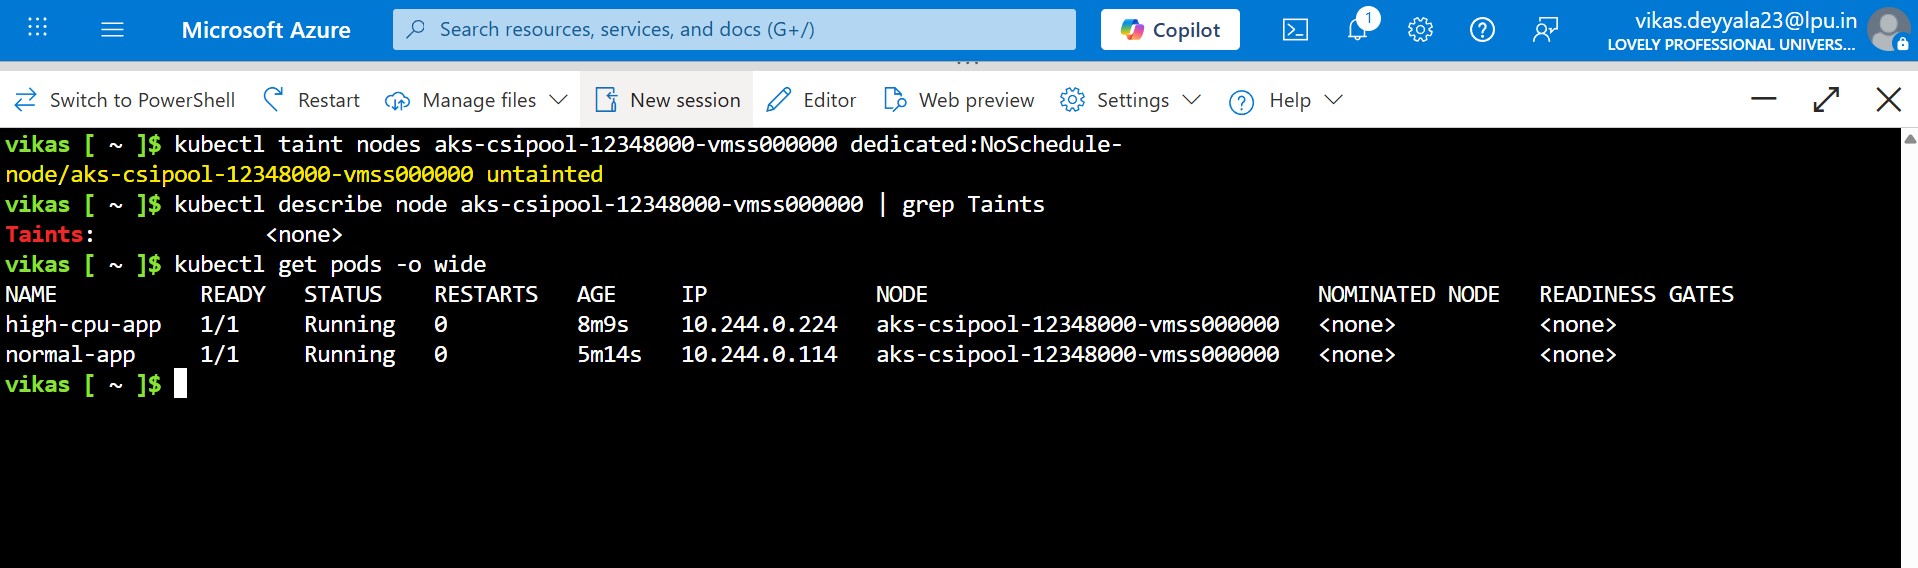 Microsoft Azure
Search resources, services, and docs (G+/)
Copilot
1
vikas.deyyala23@lpu.in
LOVELY PROFESSIONAL UNIVERS...
Switch to PowerShell
Restart
Manage files
New session
Editor
Web preview
Settings
Help
vikas [ ~ ]$ kubectl taint nodes aks-csipool-12348000-vmss000000 dedicated:NoSchedule-
node/aks-csipool-12348000-vmss000000 untainted
vikas [ ~ ]$ kubectl describe node aks-csipool-12348000-vmss000000 | grep Taints
Taints: <none>
vikas [ ~ ]$ kubectl get pods -o wide
NAME READY STATUS RESTARTS AGE IP NODE NOMINATED NODE READINESS GATES
high-cpu-app 1/1 Running 0 8m9s 10.244.0.224 aks-csipool-12348000-vmss000000 <none> <none>
normal-app 1/1 Running 0 5m14s 10.244.0.114 aks-csipool-12348000-vmss000000 <none> <none>
vikas [ ~ ]$